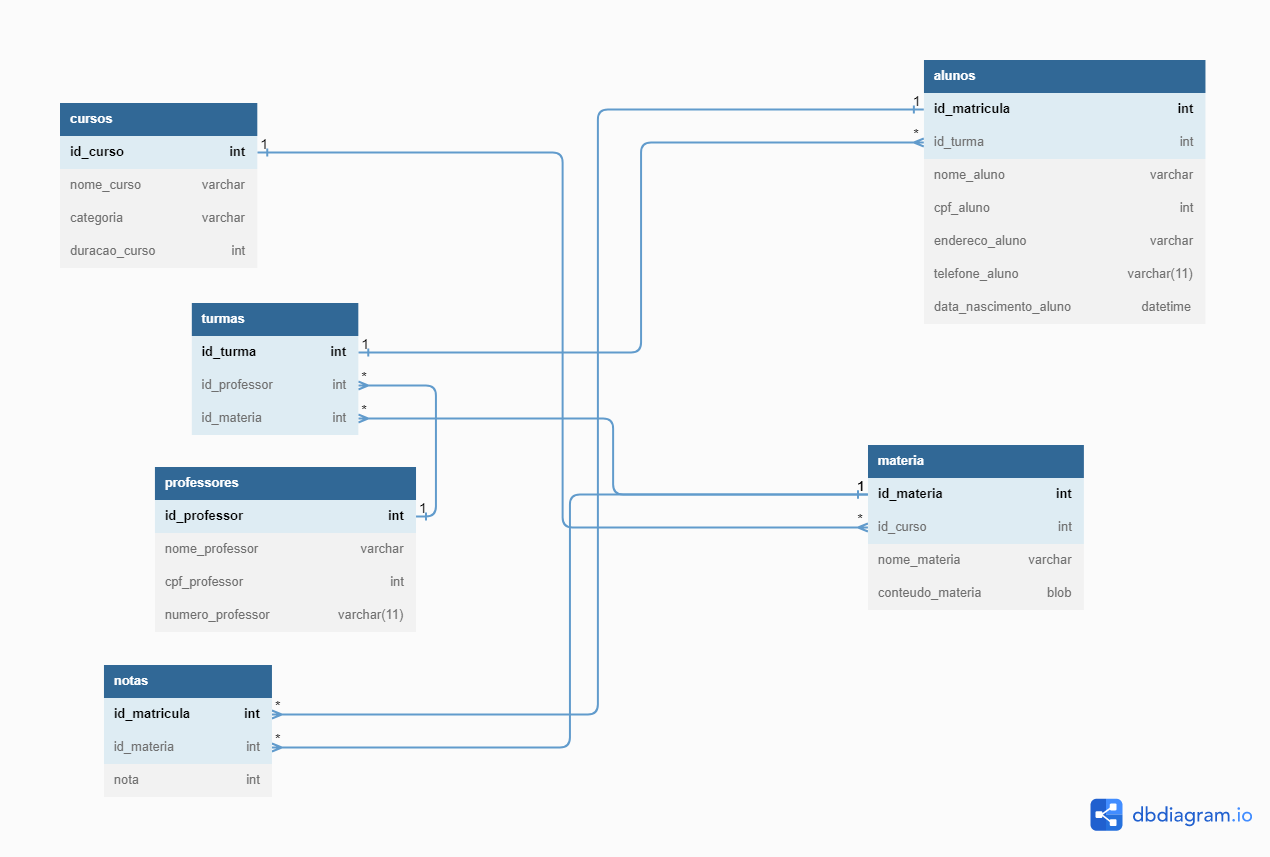 cursos
id_curso int
nome_curso varchar
categoria varchar
duracao_curso int
1
turmas
id_turma int
id_professor int
id_materia int
1
*
*
professores
id_professor int
nome_professor varchar
cpf_professor int
numero_professor varchar(11)
1
notas
id_matricula int
id_materia int
nota int
*
*
alunos
id_matricula int
id_turma int
nome_aluno varchar
cpf_aluno int
endereco_aluno varchar
telefone_aluno varchar(11)
data_nascimento_aluno datetime
1
*
materia
id_materia int
id_curso int
nome_materia varchar
conteudo_materia blob
1
*
dbdiagram.io